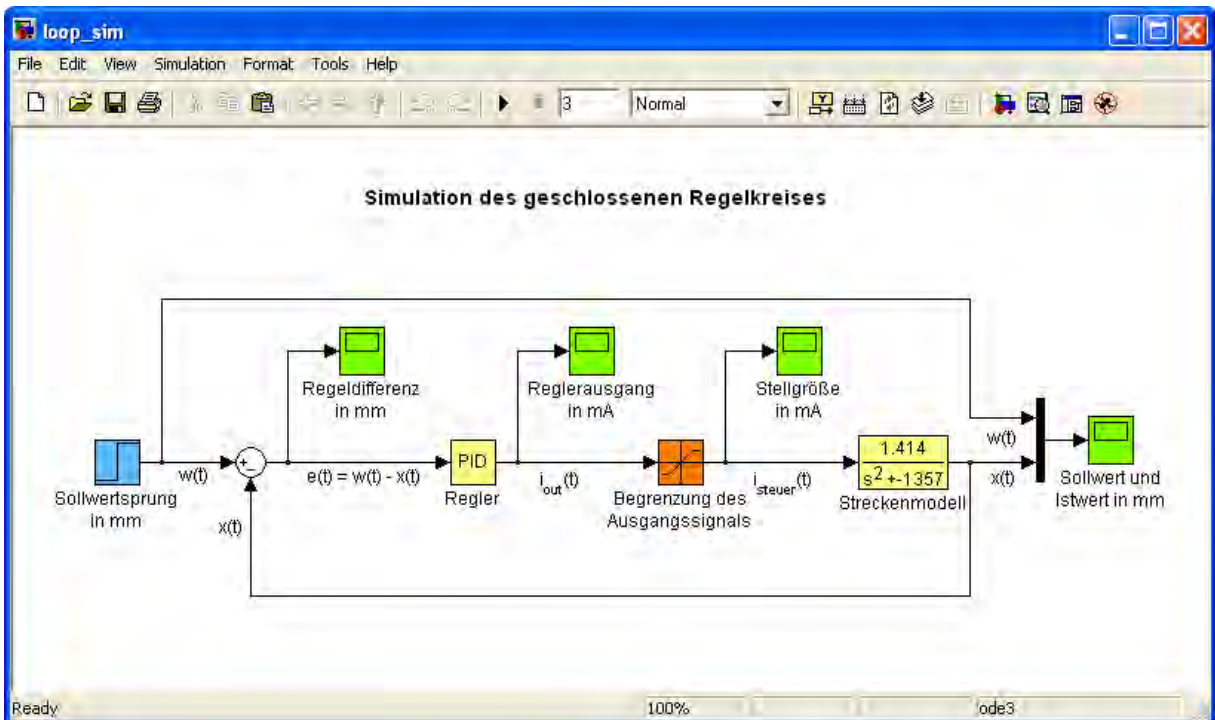 loop_sim
File Edit View Simulation Format Tools Help
3 Normal
Simulation des geschlossenen Regelkreises
Regeldifferenz
in mm
Reglerausgang
in mA
Stellgröße
in mA
Sollwertsprung
in mm
w(t)
+
-
x(t)
e(t) = w(t) - x(t)
PID
Regler
i_out(t)
Begrenzung des
Ausgangssignals
i_steuer(t)
1.414
s²+-1357
Streckenmodell
w(t)
x(t)
Sollwert und
Istwert in mm
Ready 100% ode3